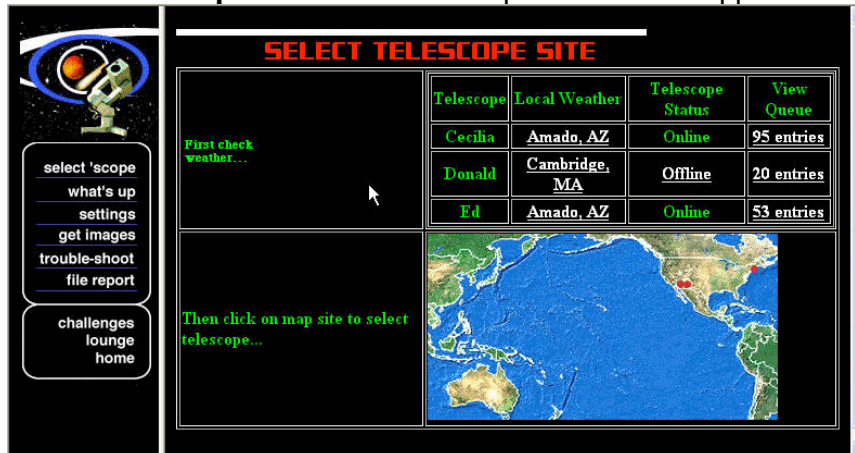 SELECT TELESCOPE SITE
select 'scope
what's up
settings
get images
trouble-shoot
file report
challenges
lounge
home
First check
weather...
Telescope Local Weather Telescope Status View Queue
Cecilia Amado, AZ Online 95 entries
Donald Cambridge, MA Offline 20 entries
Ed Amado, AZ Online 53 entries
Then click on map site to select
telescope...